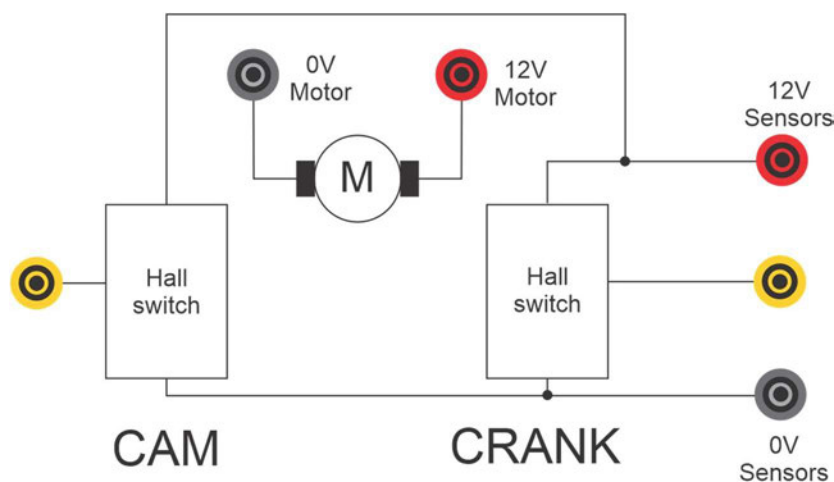 0V
Motor
12V
Motor
12V
Sensors
M
Hall
switch
Hall
switch
CAM
CRANK
0V
Sensors